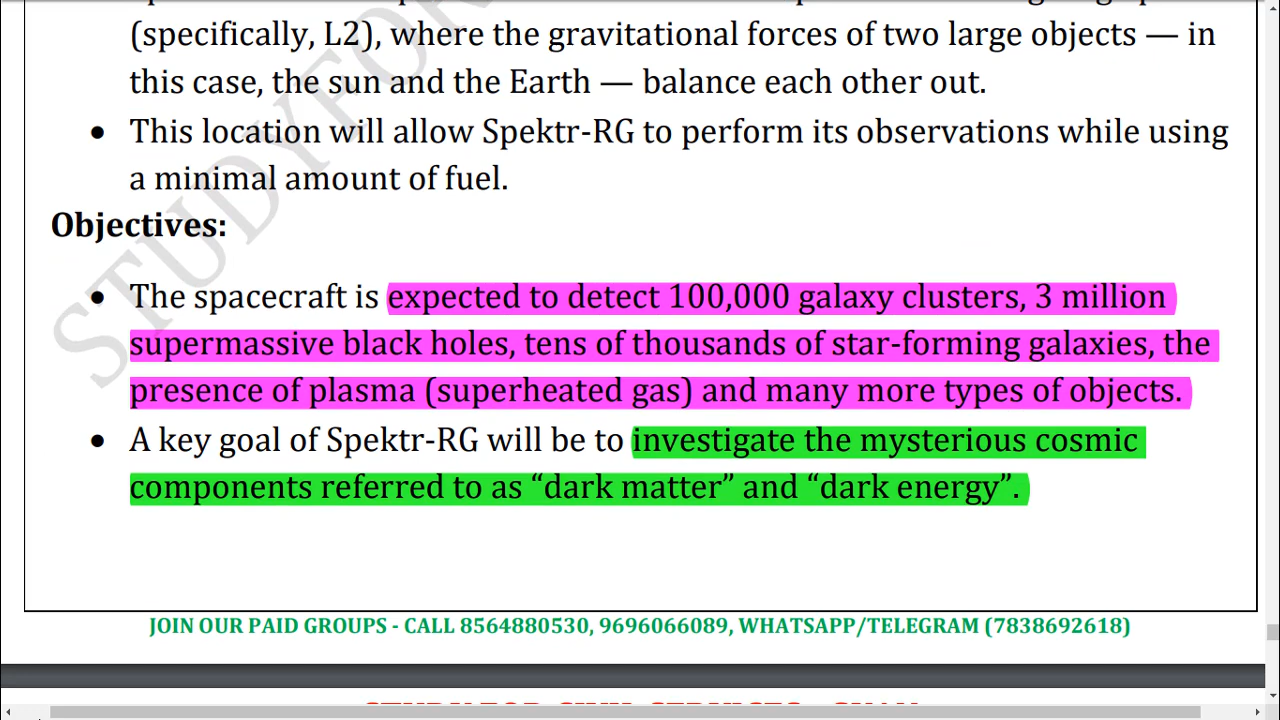 (specifically, L2), where the gravitational forces of two large objects — in
this case, the sun and the Earth — balance each other out.
• This location will allow Spektr-RG to perform its observations while using
a minimal amount of fuel.
Objectives:
• The spacecraft is expected to detect 100,000 galaxy clusters, 3 million
supermassive black holes, tens of thousands of star-forming galaxies, the
presence of plasma (superheated gas) and many more types of objects.
• A key goal of Spektr-RG will be to investigate the mysterious cosmic
components referred to as “dark matter” and “dark energy”.
JOIN OUR PAID GROUPS - CALL 8564880530, 9696066089, WHATSAPP/TELEGRAM (7838692618)